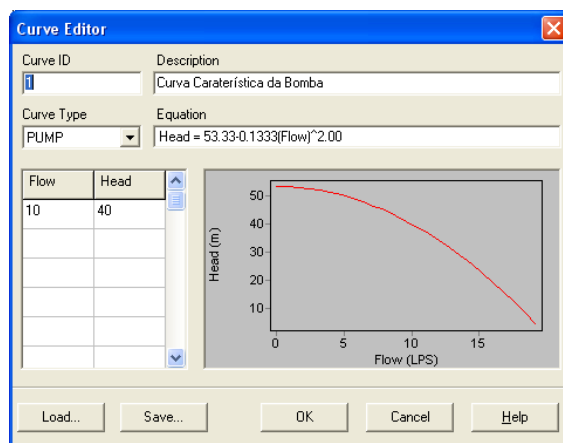 Curve Editor
Curve ID Description
1 Curva Caraterística da Bomba
Curve Type Equation
PUMP Head = 53.33-0.1333(Flow)^2.00
Flow Head
10 40
Head (m)
50
40
30
20
10
0 5 10 15
Flow (LPS)
Load... Save... OK Cancel Help